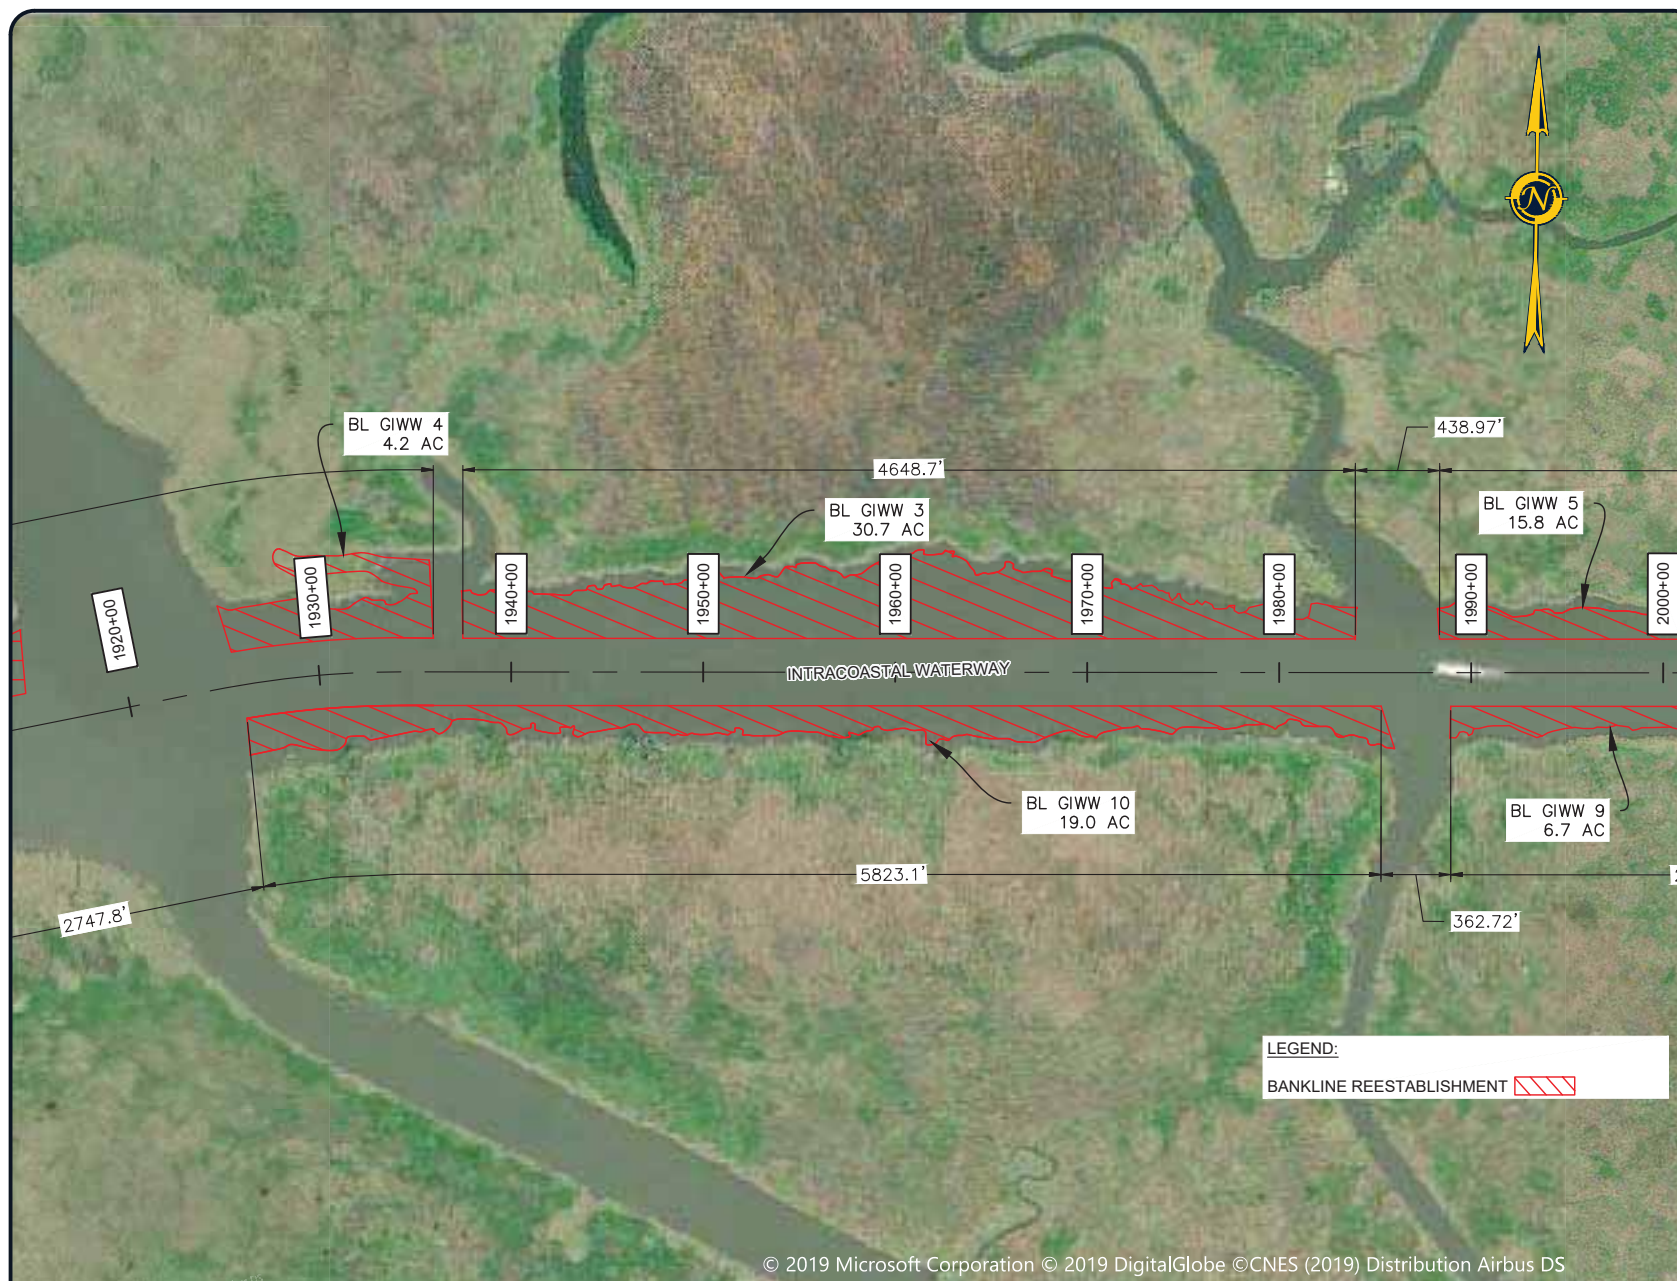 N
438.97'
BL GIWW 4
4.2 AC
4648.7'
BL GIWW 3
30.7 AC
BL GIWW 5
15.8 AC
1920+00
1930+00
1940+00
1950+00
1960+00
1970+00
1980+00
1990+00
2000+00
INTRACOASTAL WATERWAY
BL GIWW 10
19.0 AC
BL GIWW 9
6.7 AC
5823.1'
2
2747.8'
362.72'
LEGEND:
BANKLINE REESTABLISHMENT
© 2019 Microsoft Corporation © 2019 DigitalGlobe ©CNES (2019) Distribution Airbus DS